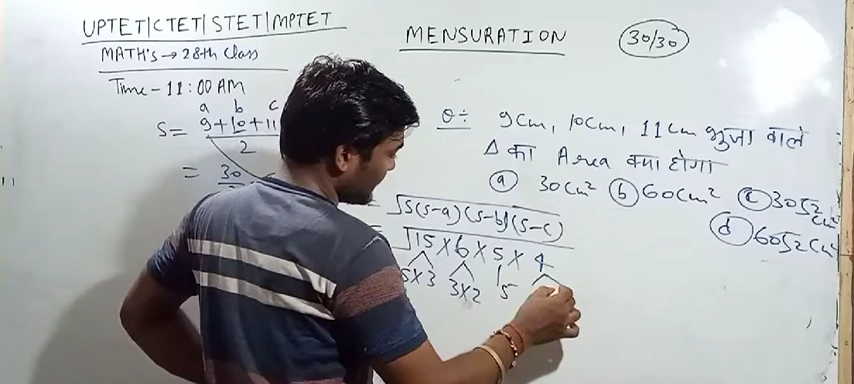 UPTET/CTET/STET/MPTET
MATH'S → 28th Class
Time - 11:00 AM
a b c
S = 9+10+11
2
= 30
MENSURATION
30/30
Q÷ 9cm, 10cm, 11cm भुजा वाले
Δ का Area क्या होगा
(a) 30cm² (b) 60cm² (c) 30√2 cm²
(d) 60√2 cm²
= √s(s-a)(s-b)(s-c)
= √15×6×5×4
5×3 3×2 5